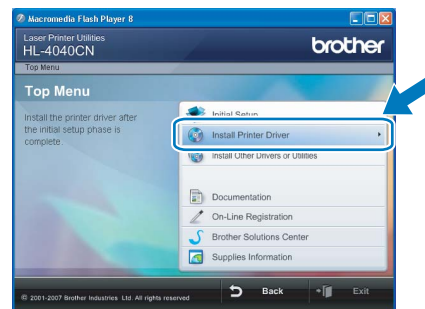 Macromedia Flash Player 8
Laser Printer Utilities
HL-4040CN
brother
Top Menu
Top Menu
Install the printer driver after
the initial setup phase is
complete.
Initial Setup
Install Printer Driver
Install Other Drivers or Utilities
Documentation
On-Line Registration
Brother Solutions Center
Supplies Information
© 2001-2007 Brother Industries Ltd. All rights reserved
Back
Exit